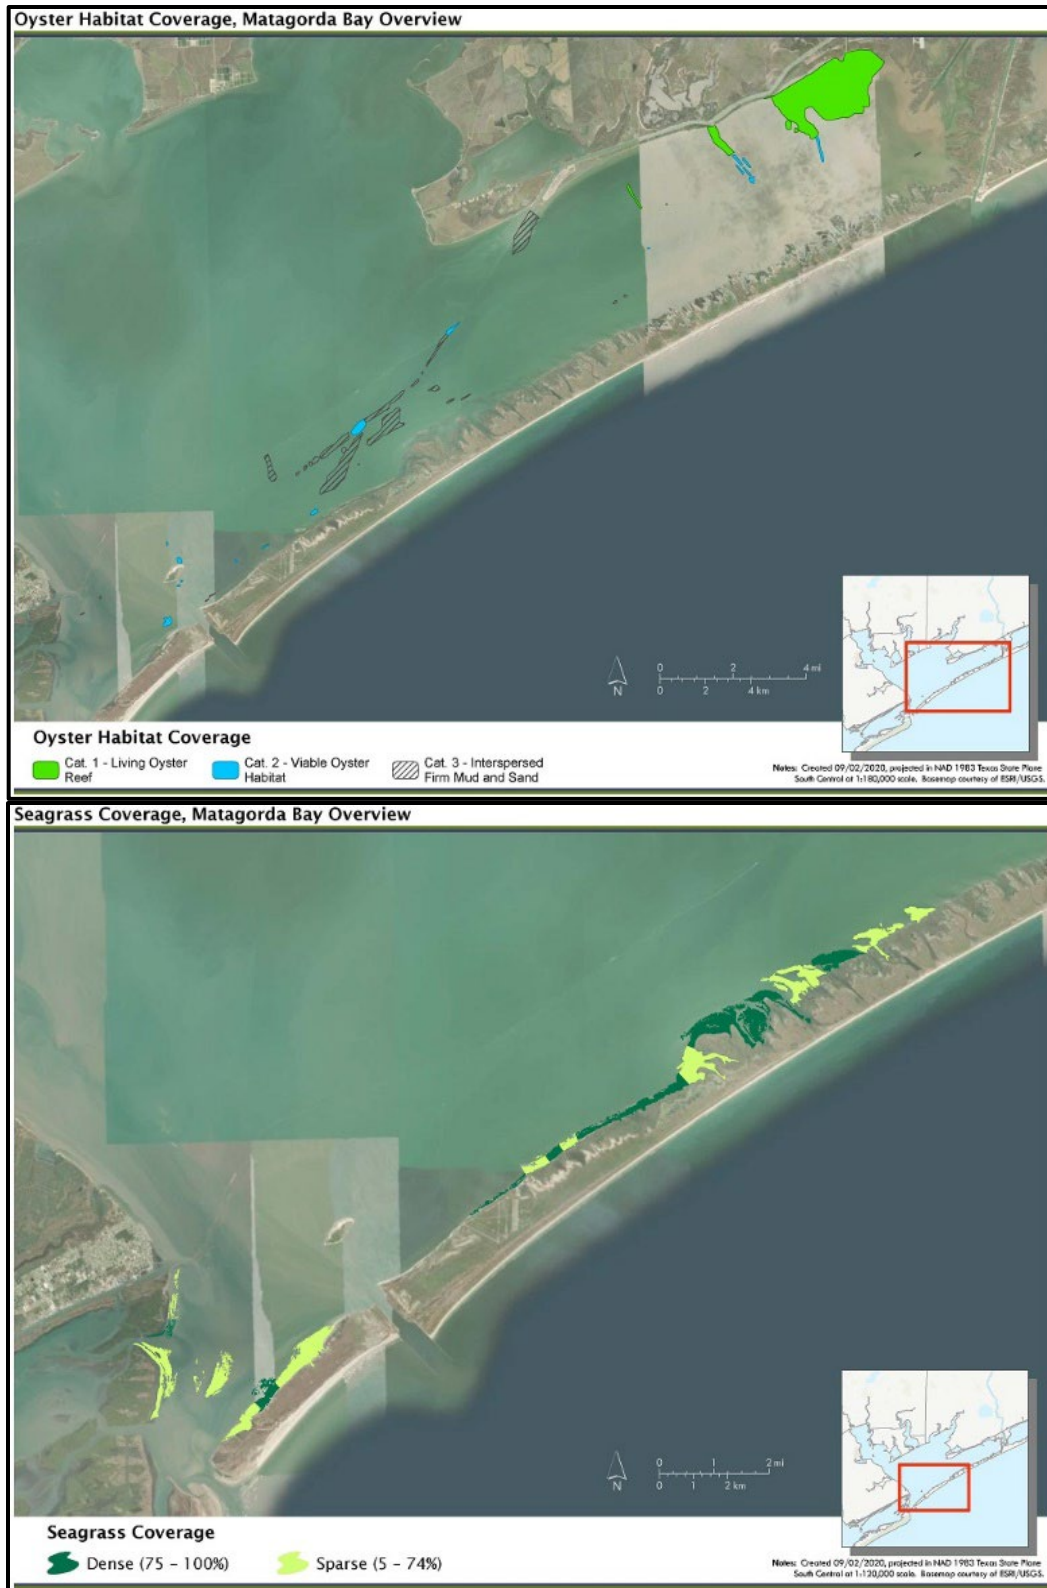 Oyster Habitat Coverage, Matagorda Bay Overview
0 2 4 mi
0 2 4 km
N
Oyster Habitat Coverage
Cat. 1 - Living Oyster
Reef
Cat. 2 - Viable Oyster
Habitat
Cat. 3 - Interspersed
Firm Mud and Sand
Notes: Created 09/02/2020, projected in NAD 1983 Texas State Plane
South Central at 1:180,000 scale. Basemap courtesy of ESRI/USGS.
Seagrass Coverage, Matagorda Bay Overview
0 1 2 mi
0 1 2 km
N
Seagrass Coverage
Dense (75 - 100%)
Sparse (5 - 74%)
Notes: Created 09/02/2020, projected in NAD 1983 Texas State Plane
South Central at 1:120,000 scale. Basemap courtesy of ESRI/USGS.